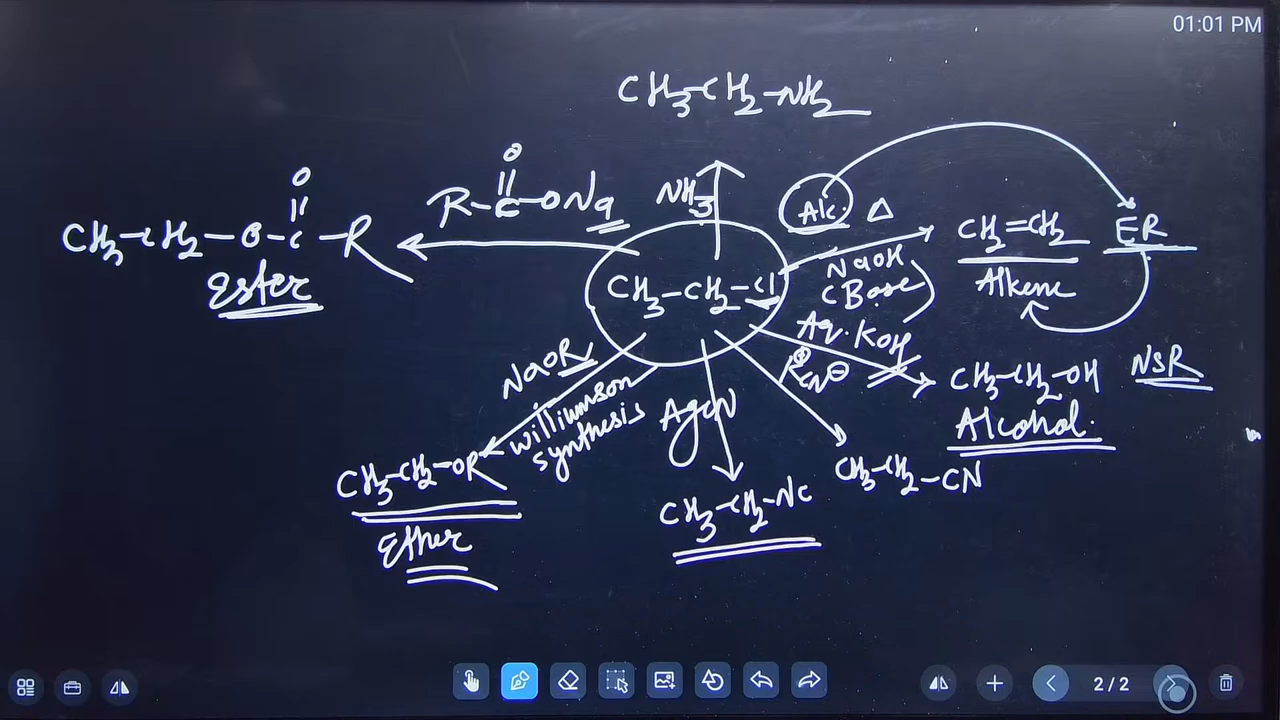 01:01 PM
CH3-CH2-NH2
O
R-C-ONa
NH3
Alc. Δ
CH2=CH2 ER
O
CH3-CH2-O-C-R
Ester
CH3-CH2-Cl
NaOH
(Base)
Alkene
Aq. KOH
CH3-CH2-OH NSR
Alcohol.
NaOR
Williumson
synthesis
AgCN
K⊕CN⊖
CH3-CH2-OR
Ether
CH3-CH2-NC
CH3-CH2-CN
2/2